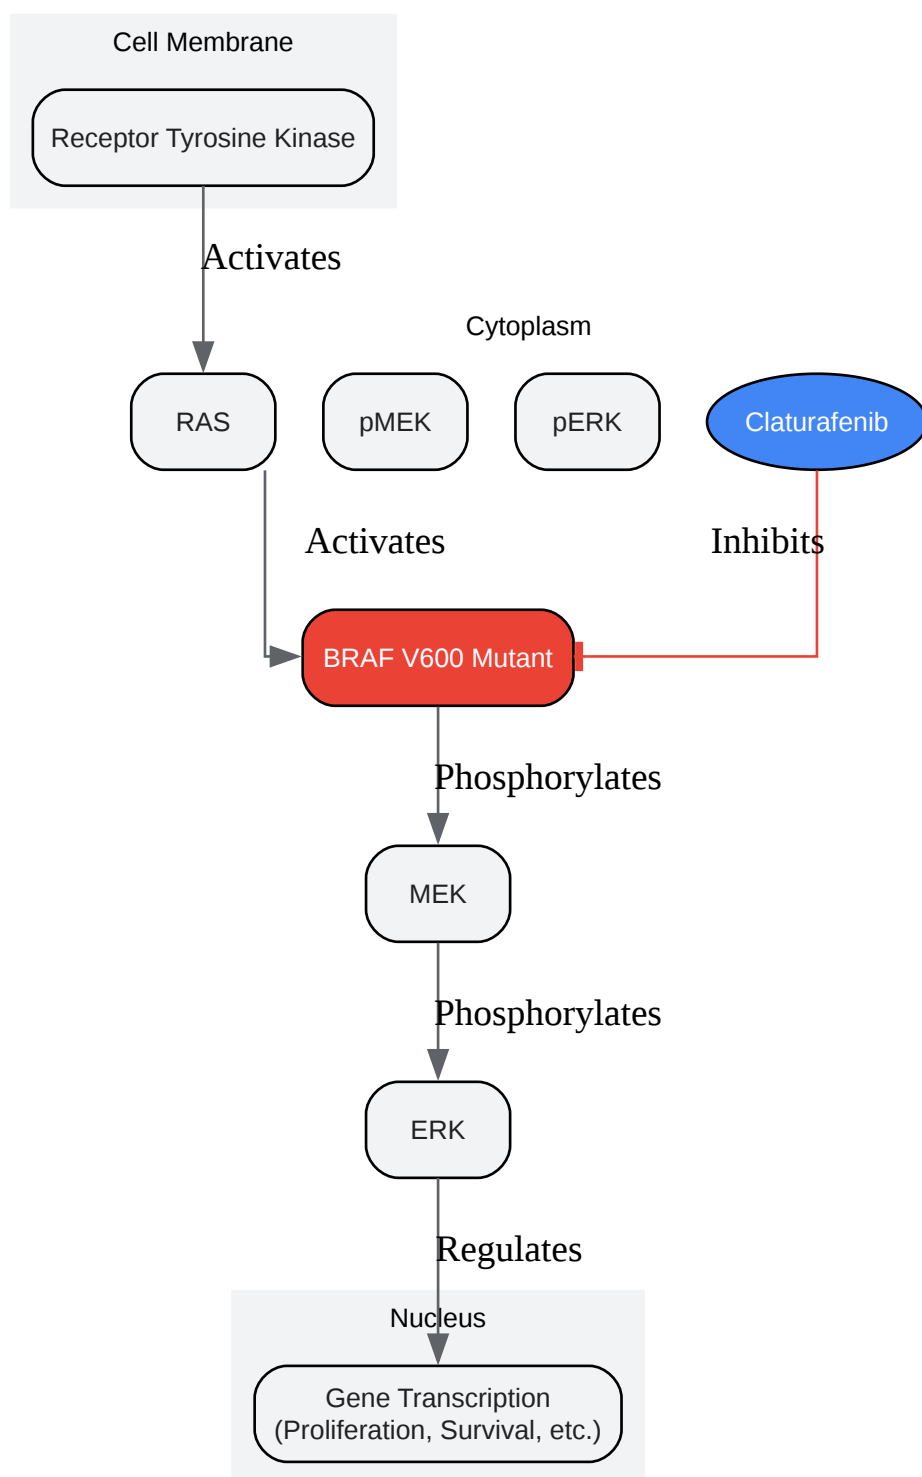 Cell Membrane
Receptor Tyrosine Kinase
Activates
Cytoplasm
RAS
pMEK
pERK
Claturafenib
Activates
Inhibits
BRAF V600 Mutant
Phosphorylates
MEK
Phosphorylates
ERK
Regulates
Nucleus
Gene Transcription
(Proliferation, Survival, etc.)